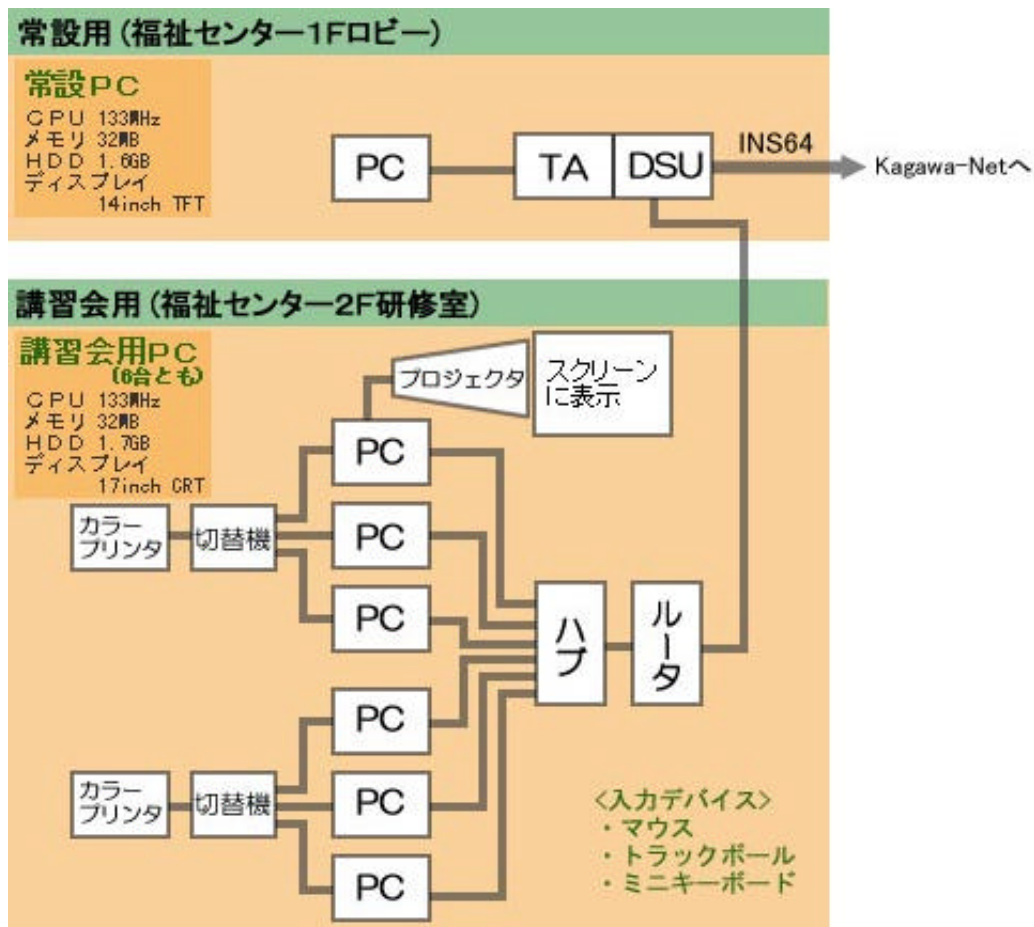 常設用(福祉センター1Fロビー)
常設PC
CPU 133MHz
メモリ 32MB
HDD 1.6GB
ディスプレイ
14inch TFT
PC
TA
DSU
INS64
Kagawa-Netへ
講習会用(福祉センター2F研修室)
講習会用PC
(6台とも)
CPU 133MHz
メモリ 32MB
HDD 1.7GB
ディスプレイ
17inch CRT
プロジェクタ
スクリーン
に表示
PC
カラー
プリンタ
切替機
PC
PC
ハブ
ルータ
PC
カラー
プリンタ
切替機
PC
PC
<入力デバイス>
・マウス
・トラックボール
・ミニキーボード